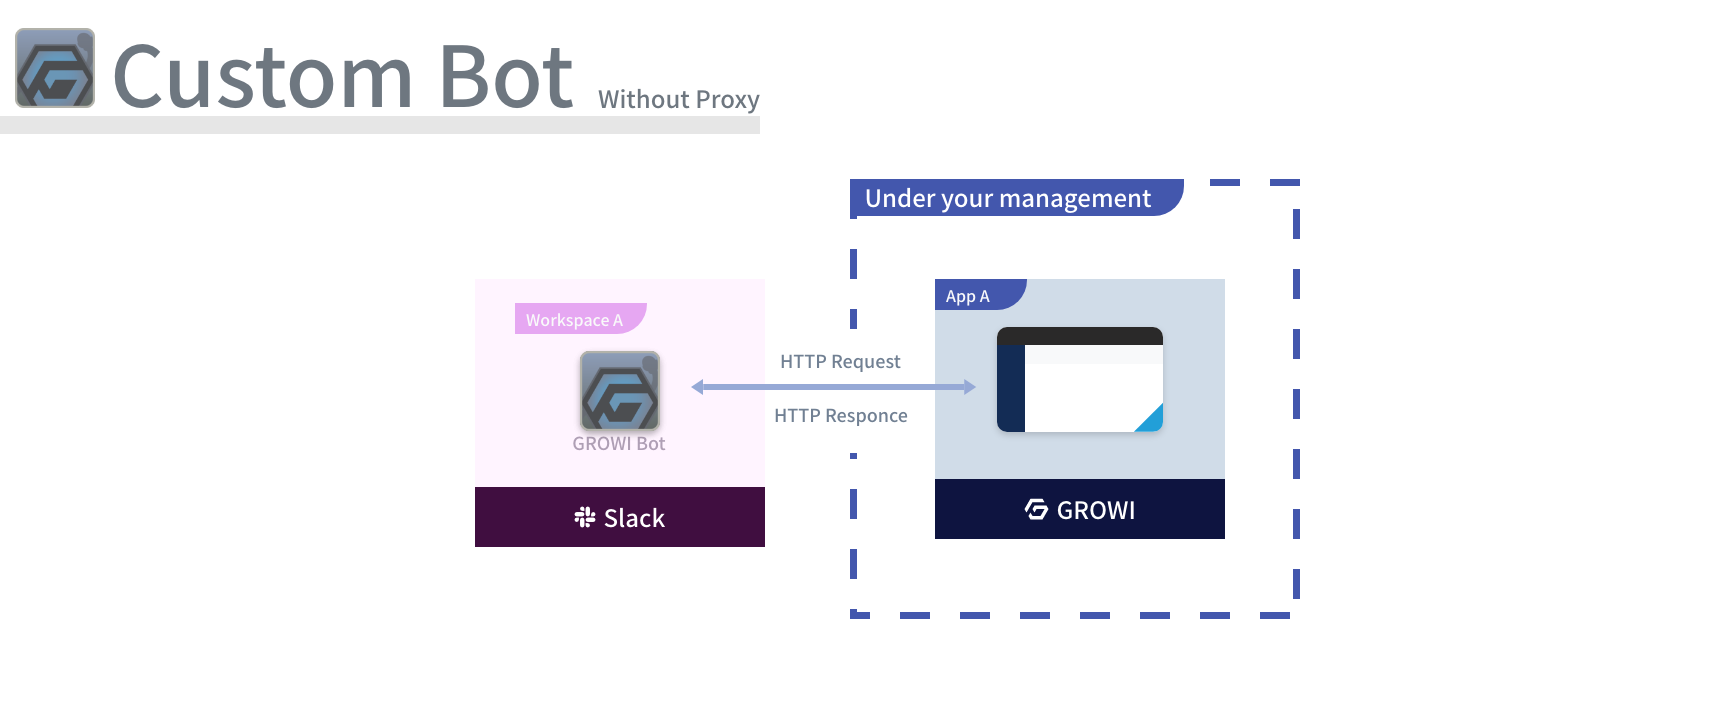 Custom Bot Without Proxy
Under your management
Workspace A
App A
HTTP Request
HTTP Responce
GROWI Bot
Slack
GROWI